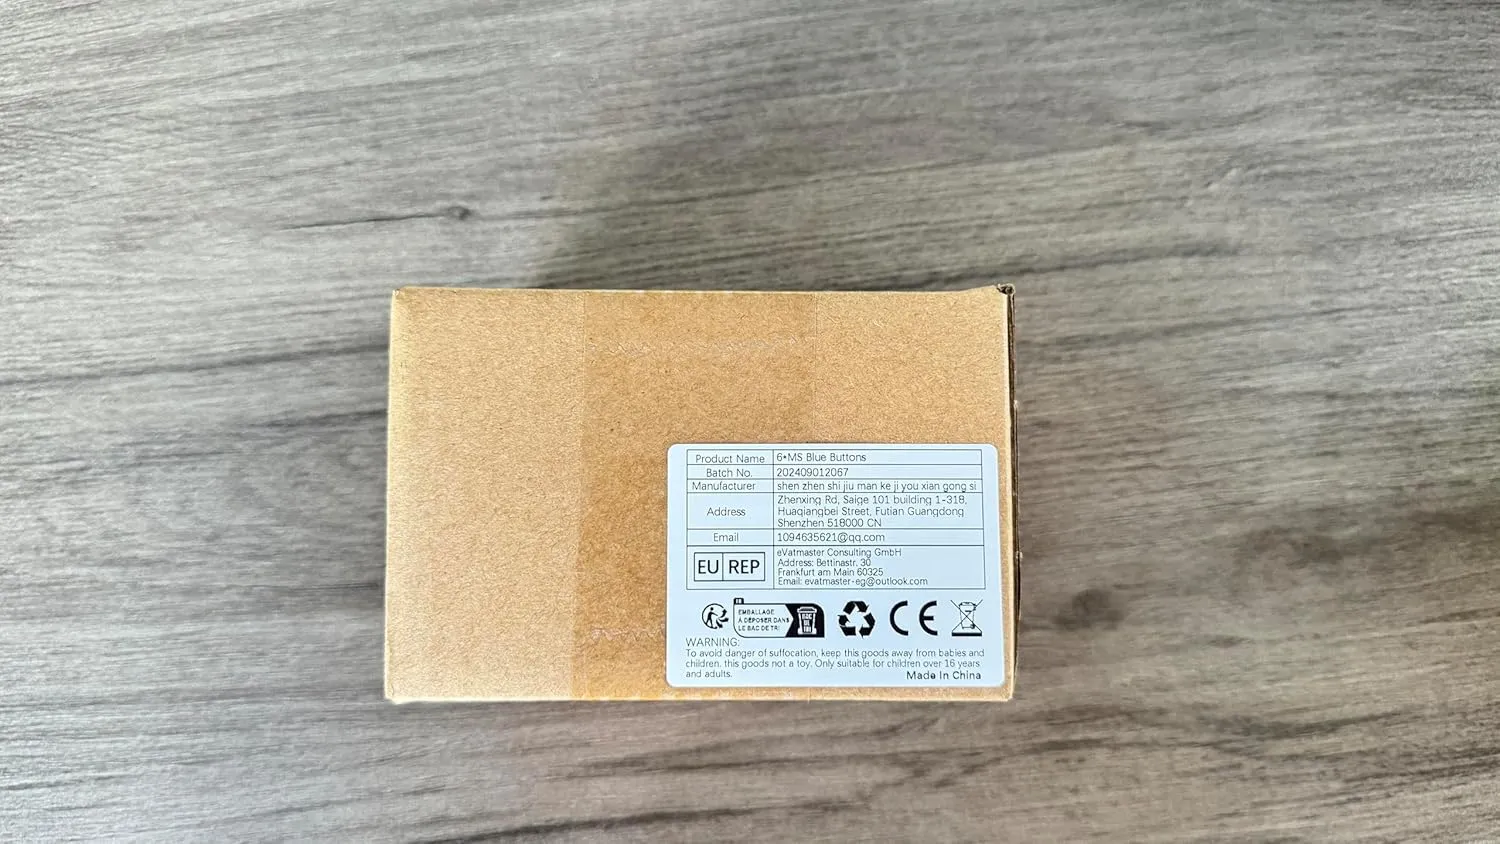 Product Name 6*MS Blue Buttons
Batch No. 202409012067
Manufacturer shen zhen shi jiu man ke ji you xian gong si
Address
Zhenxing Rd, Saige 101 building 1-318,
Huaqiangbei Street, Futian Guangdong
Shenzhen 518000 CN
Email 1094635621@qq.com
EU REP
eVatmaster Consulting GmbH
Address: Bettinastr. 30
Frankfurt am Main 60325
Email: evatmaster-eg@outlook.com
FR
EMBALLAGE
À DÉPOSER DANS
LE BAC DE TRI
BAC
DE
TRI
CE
WARNING:
To avoid danger of suffocation, keep this goods away from babies and
children. this goods not a toy. Only suitable for children over 16 years
and adults.
Made In China